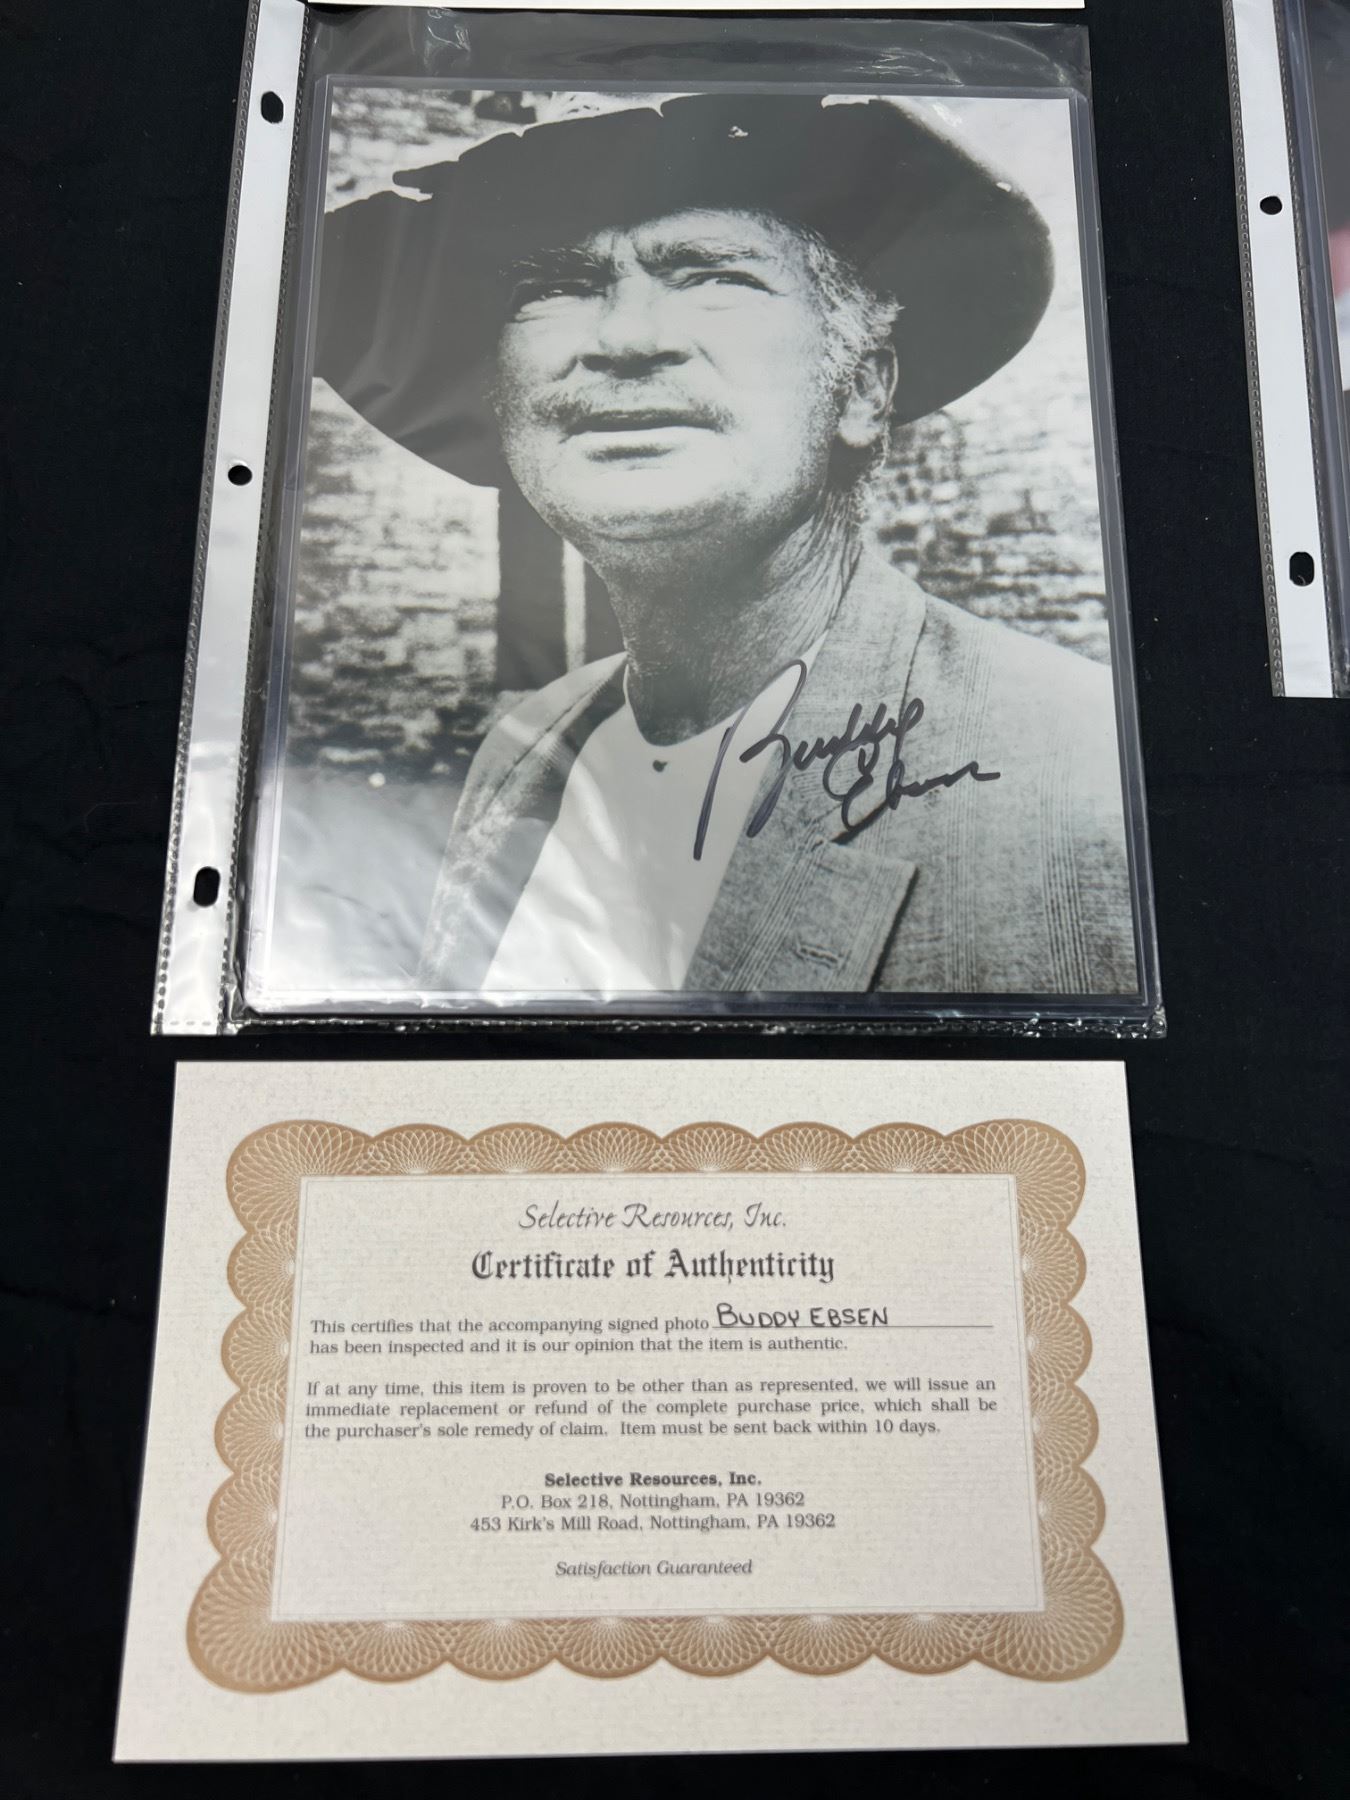 Buddy
Ebsen
Selective Resources, Inc.
Certificate of Authenticity
This certifies that the accompanying signed photo BUDDY EBSEN
has been inspected and it is our opinion that the item is authentic.
If at any time, this item is proven to be other than as represented, we will issue an
immediate replacement or refund of the complete purchase price, which shall be
the purchaser's sole remedy of claim. Item must be sent back within 10 days.
Selective Resources, Inc.
P.O. Box 218, Nottingham, PA 19362
453 Kirk's Mill Road, Nottingham, PA 19362
Satisfaction Guaranteed